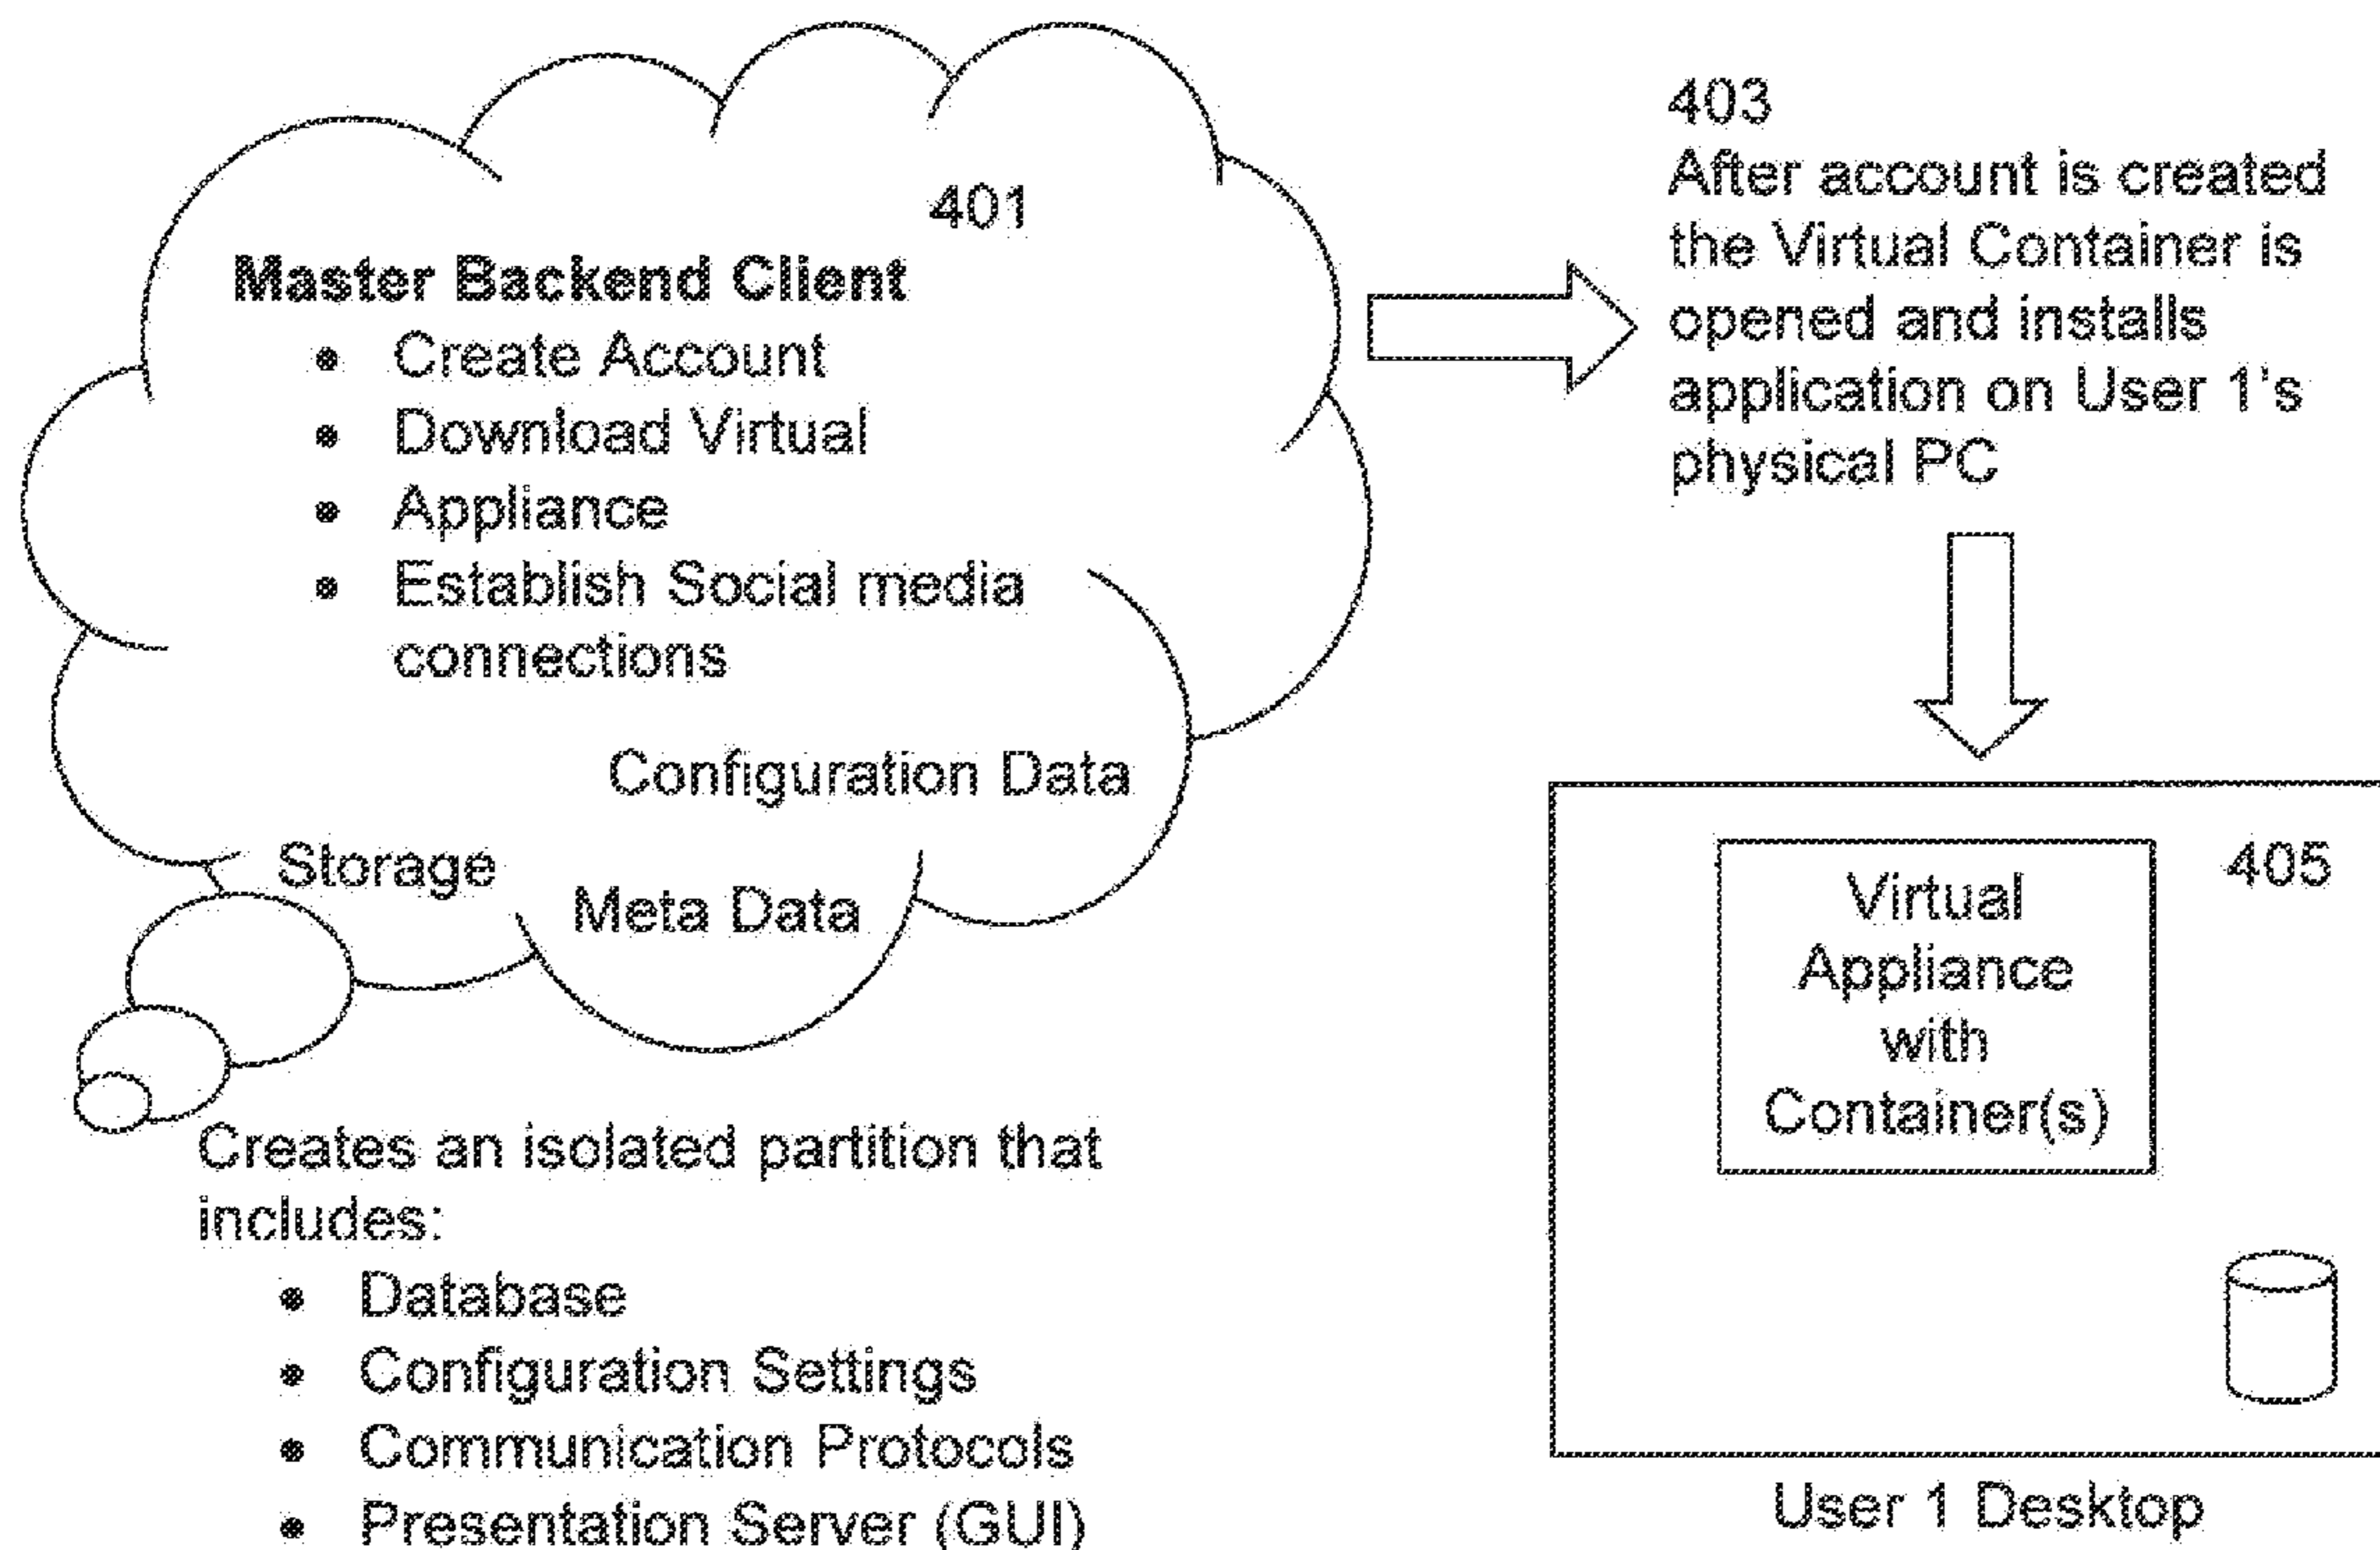 401
Master Backend Client
• Create Account
• Download Virtual
• Appliance
• Establish Social media
connections
Configuration Data
Storage
Meta Data
Creates an isolated partition that
includes:
• Database
• Configuration Settings
• Communication Protocols
• Presentation Server (GUI)
403
After account is created
the Virtual Container is
opened and installs
application on User 1's
physical PC
405
Virtual
Appliance
with
Container(s)
User 1 Desktop